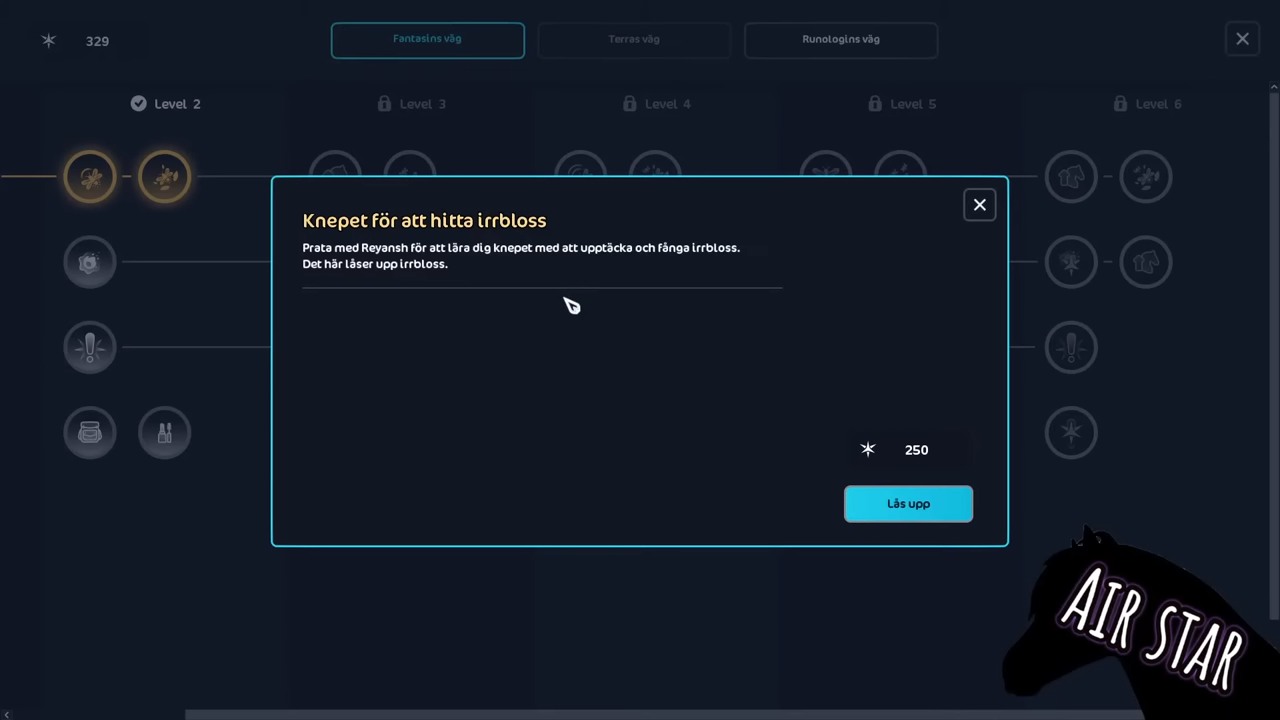 329
Fantasins väg
Terras väg
Runologins väg
Level 2
Level 3
Level 4
Level 5
Level 6
Knepet för att hitta irrbloss
Prata med Reyansh för att lära dig knepet med att upptäcka och fånga irrbloss.
Det här låser upp irrbloss.
250
Lås upp
AIR STAR